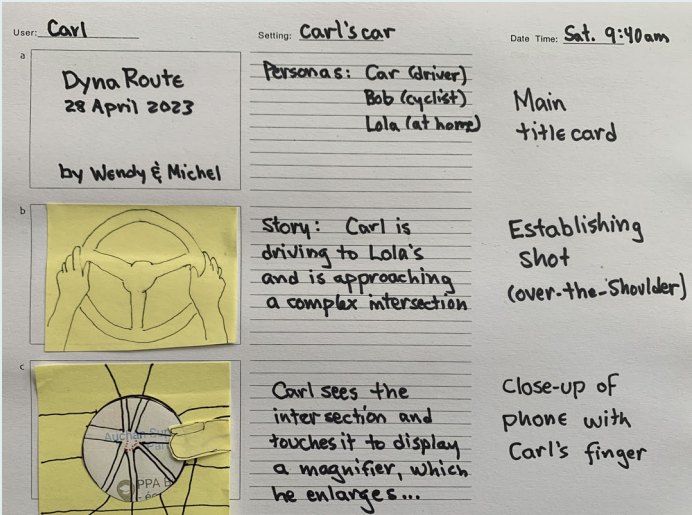 User: Carl
Setting: Carl's car
Date Time: Sat. 9:40am
a
Dyna Route
28 April 2023
by Wendy & Michel
Personas: Car (driver)
Bob (cyclist)
Lola (at home)
Main
title card
b
Story: Carl is
driving to Lola's
and is approaching
a complex intersection
Establishing
shot
(over-the-Shoulder)
c
Auchan
PPA
Carl sees the
intersection and
touches it to display
a magnifier, which
he enlarges...
Close-up of
phone with
Carl's finger